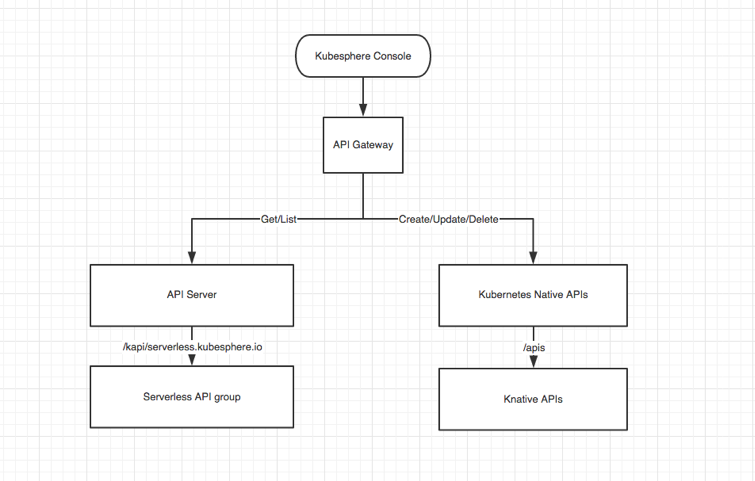 Kubesphere Console
API Gateway
Get/List
Create/Update/Delete
API Server
Kubernetes Native APIs
/kapi/serverless.kubesphere.io
/apis
Serverless API group
Knative APIs